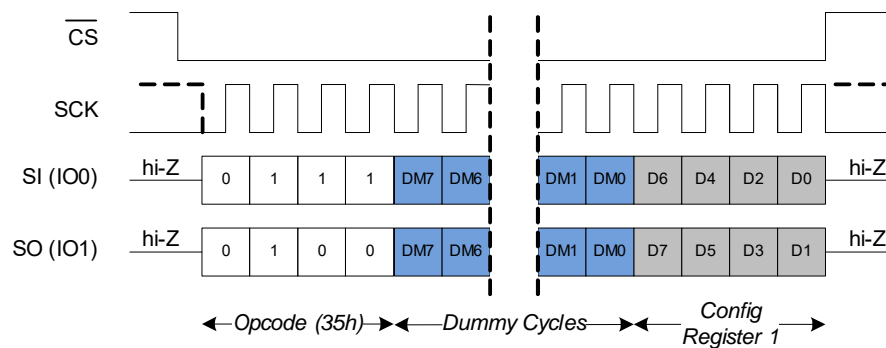 CS
SCK
SI (IO0) hi-Z 0 1 1 1 DM7 DM6 DM1 DM0 D6 D4 D2 D0 hi-Z
SO (IO1) hi-Z 0 1 0 0 DM7 DM6 DM1 DM0 D7 D5 D3 D1 hi-Z
Opcode (35h) Dummy Cycles Config
Register 1